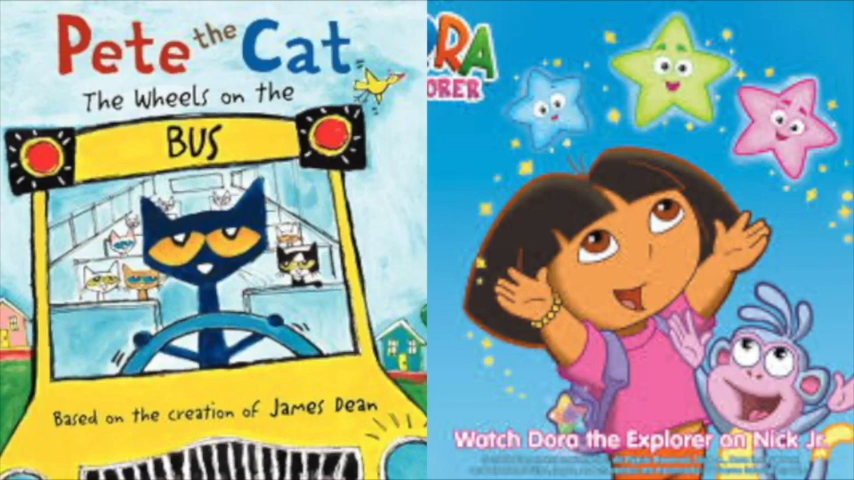 Pete the Cat
The Wheels on the
BUS
Based on the creation of James Dean
ORA
ORER
Watch Dora the Explorer on Nick Jr.